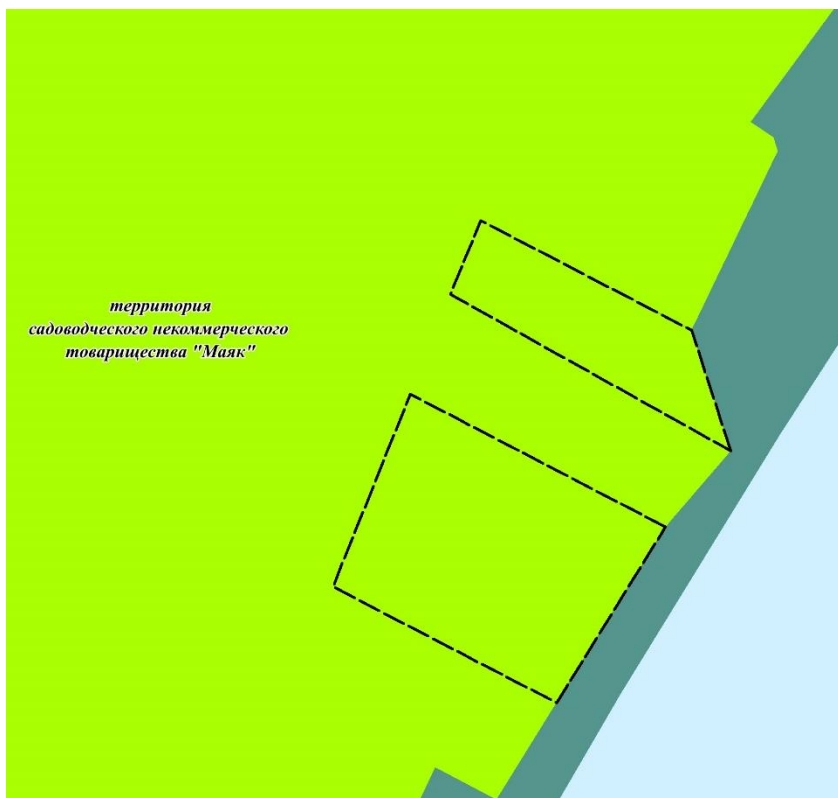 территория
садоводческого некоммерческого
товарищества "Маяк"